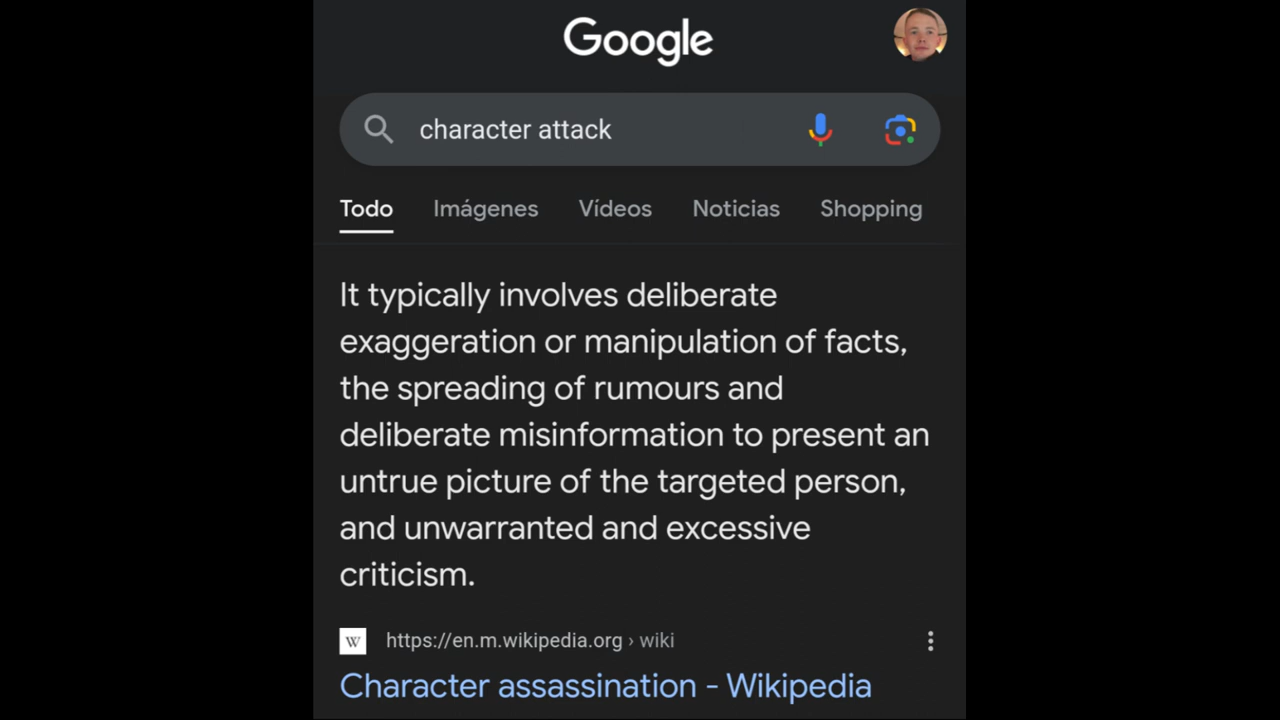 Google
character attack
Todo Imágenes Vídeos Noticias Shopping
It typically involves deliberate
exaggeration or manipulation of facts,
the spreading of rumours and
deliberate misinformation to present an
untrue picture of the targeted person,
and unwarranted and excessive
criticism.
W https://en.m.wikipedia.org › wiki
Character assassination - Wikipedia